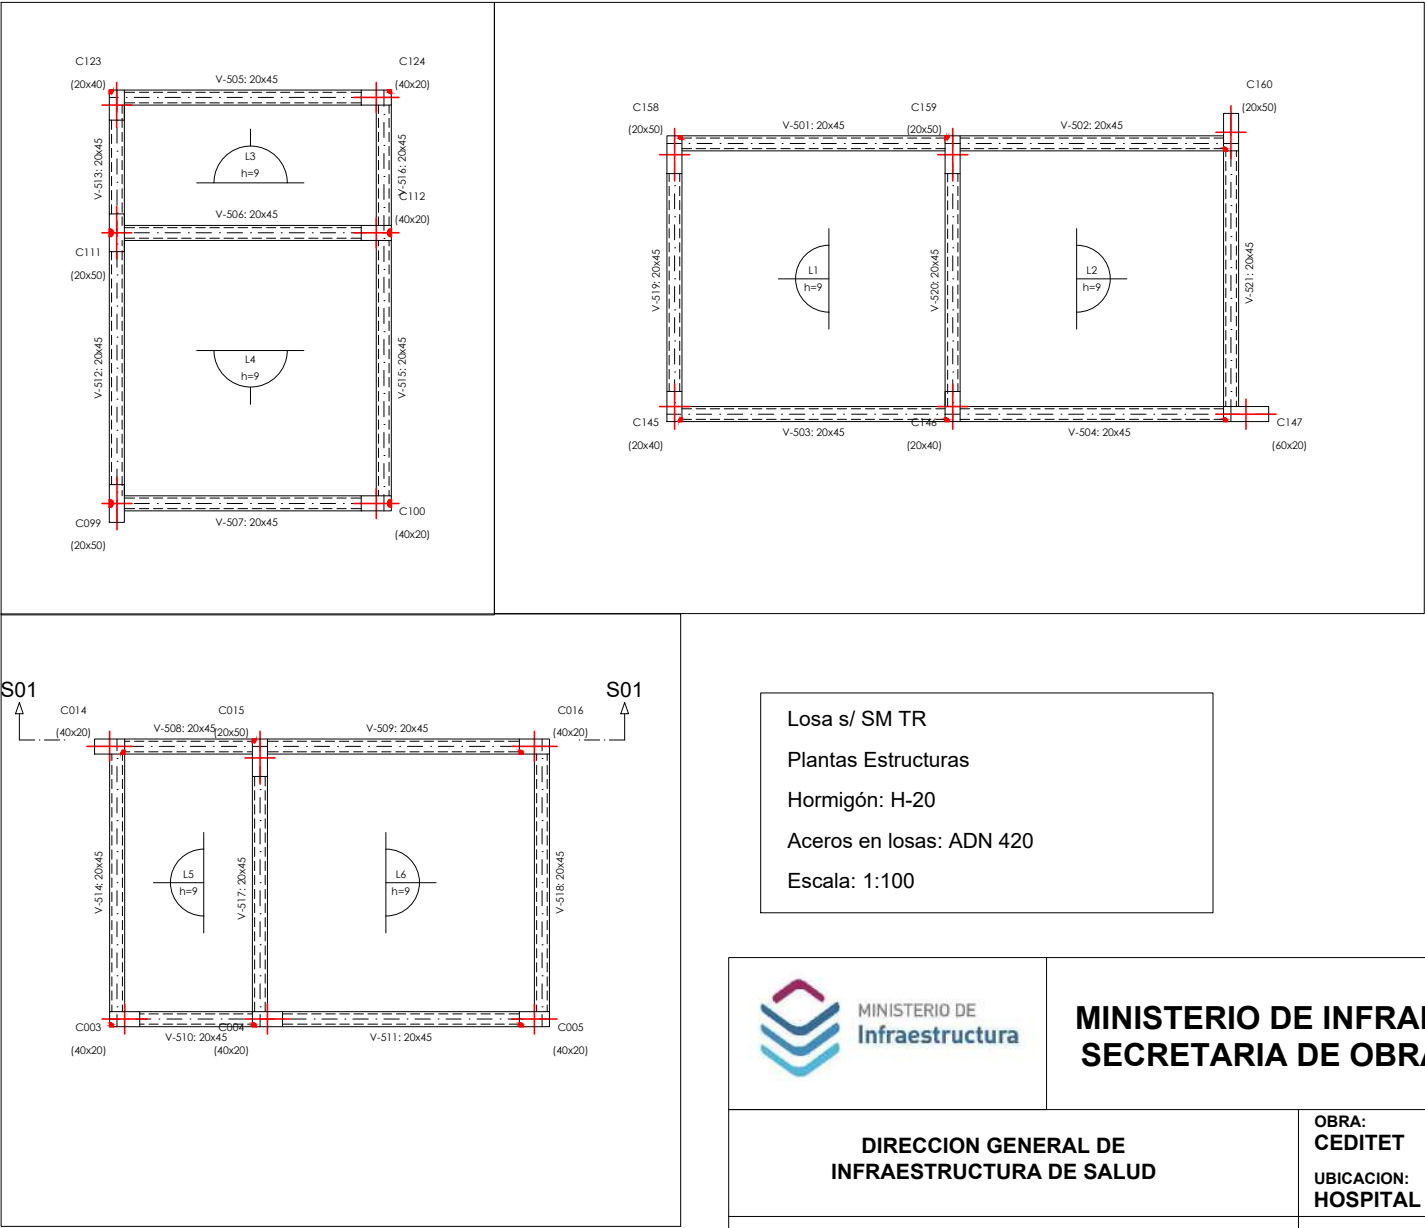 C123
(20x40)
V-505: 20x45
C124
(40x20)
V-513: 20x45
L3
h=9
V-516: 20x45
C112
(40x20)
V-506: 20x45
C111
(20x50)
V-512: 20x45
L4
h=9
V-515: 20x45
C099
(20x50)
V-507: 20x45
C100
(40x20)
C158
(20x50)
V-501: 20x45
C159
(20x50)
V-502: 20x45
C160
(20x50)
V-519: 20x45
L1
h=9
V-520: 20x45
L2
h=9
V-521: 20x45
C145
(20x40)
V-503: 20x45
C146
(20x40)
V-504: 20x45
C147
(60x20)
S01
S01
C014
(40x20)
V-508: 20x45
C015
(20x50)
V-509: 20x45
C016
(40x20)
V-514: 20x45
L5
h=9
V-517: 20x45
L6
h=9
V-518: 20x45
C003
(40x20)
V-510: 20x45
C004
(40x20)
V-511: 20x45
C005
(40x20)
Losa s/ SM TR
Plantas Estructuras
Hormigón: H-20
Aceros en losas: ADN 420
Escala: 1:100
MINISTERIO DE
Infraestructura
MINISTERIO DE INFRA
SECRETARIA DE OBRA
DIRECCION GENERAL DE
INFRAESTRUCTURA DE SALUD
OBRA:
CEDITET
UBICACION:
HOSPITAL